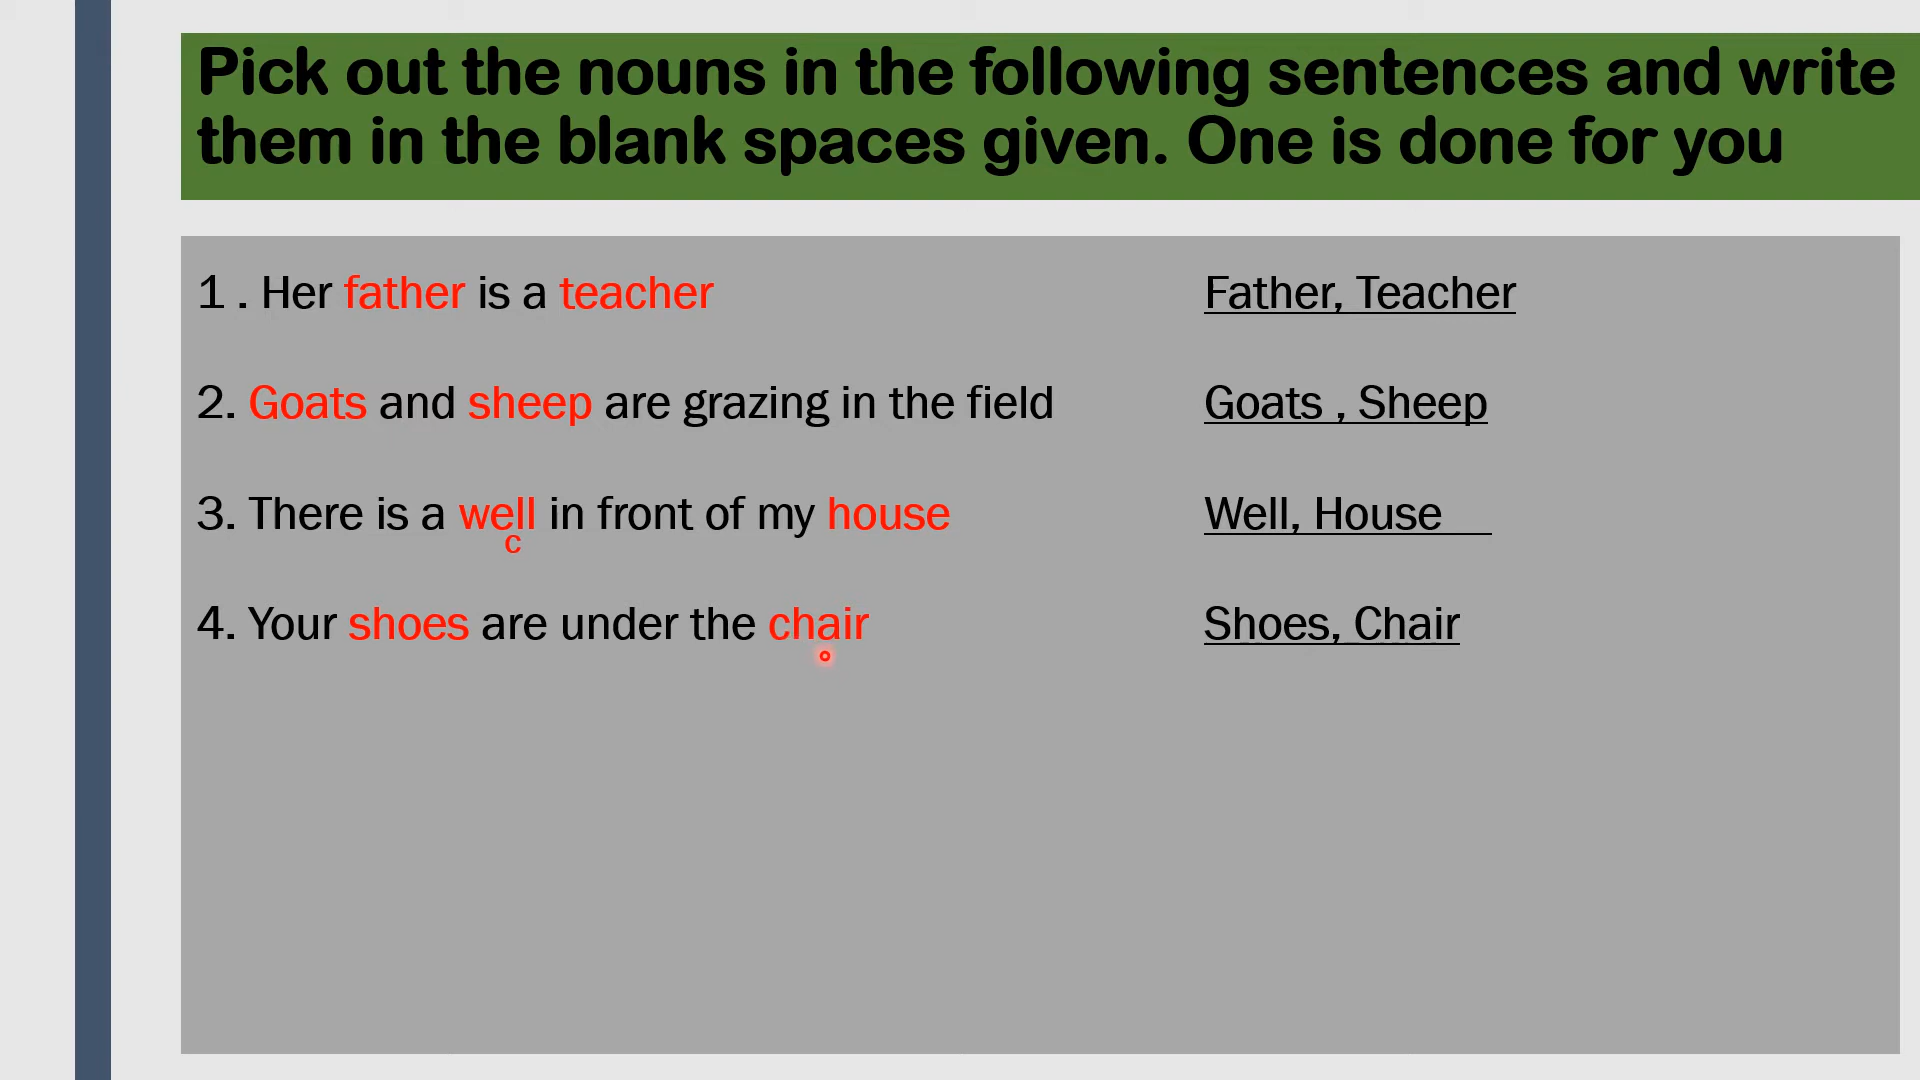 Pick out the nouns in the following sentences and write
them in the blank spaces given. One is done for you
1 . Her father is a teacher Father, Teacher
2. Goats and sheep are grazing in the field Goats , Sheep
3. There is a well in front of my house Well, House
c
4. Your shoes are under the chair Shoes, Chair